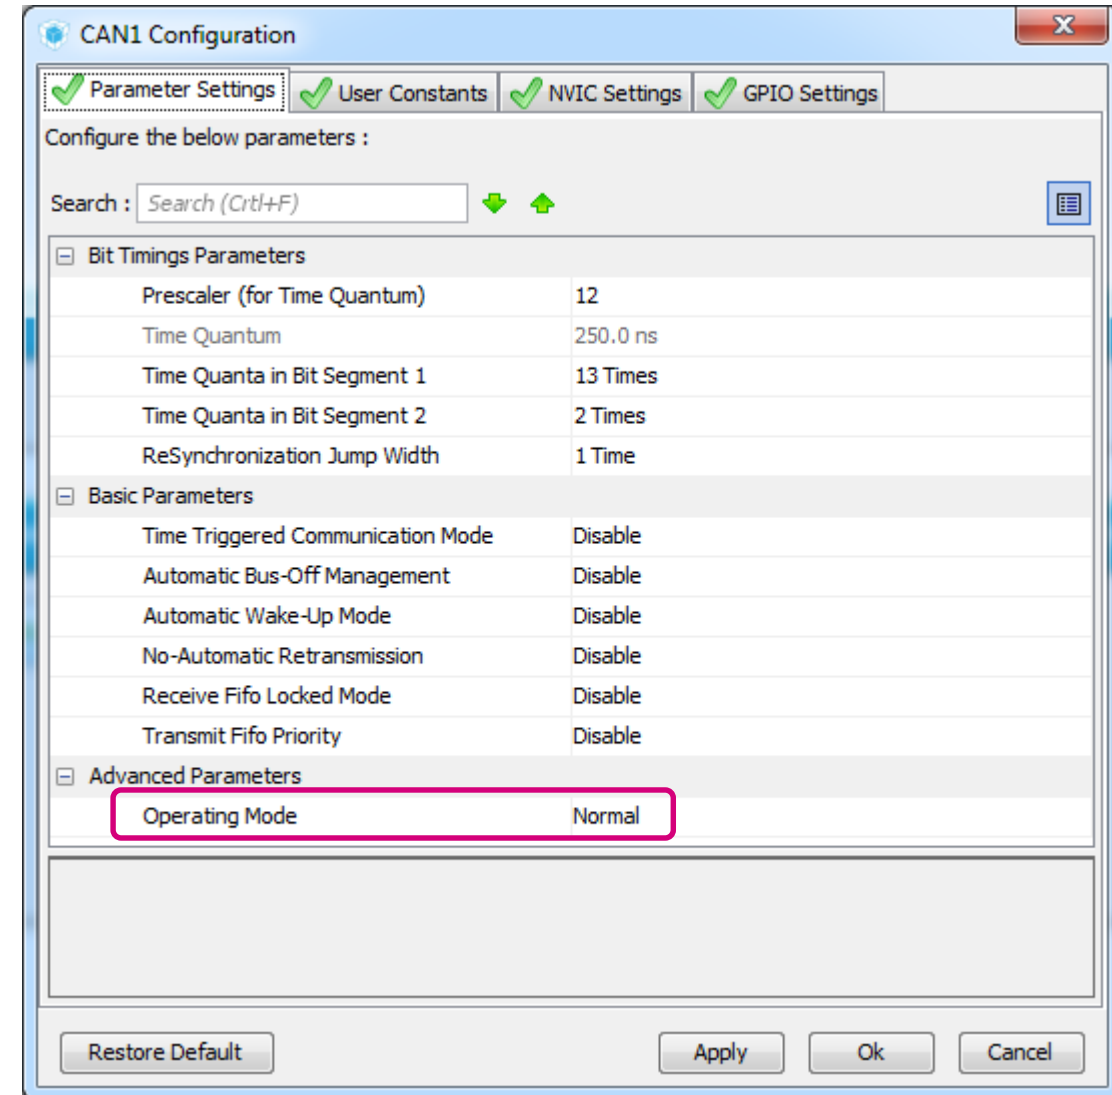 CAN1 Configuration
Parameter Settings User Constants NVIC Settings GPIO Settings
Configure the below parameters :
Search : Search (Crtl+F)
Bit Timings Parameters
Prescaler (for Time Quantum) 12
Time Quantum 250.0 ns
Time Quanta in Bit Segment 1 13 Times
Time Quanta in Bit Segment 2 2 Times
ReSynchronization Jump Width 1 Time
Basic Parameters
Time Triggered Communication Mode Disable
Automatic Bus-Off Management Disable
Automatic Wake-Up Mode Disable
No-Automatic Retransmission Disable
Receive Fifo Locked Mode Disable
Transmit Fifo Priority Disable
Advanced Parameters
Operating Mode Normal
Restore Default Apply Ok Cancel